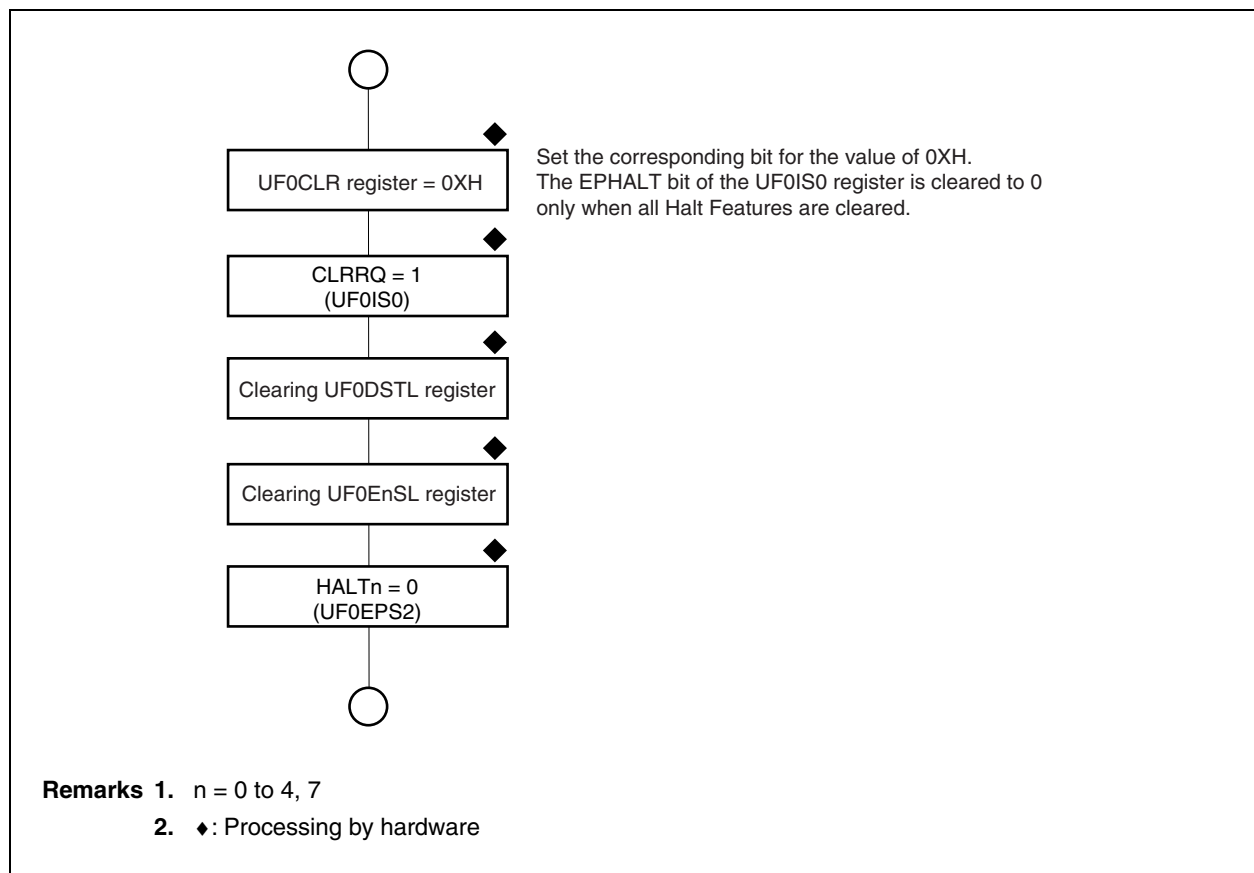 UF0CLR register = 0XH
Set the corresponding bit for the value of 0XH.
The EPHALT bit of the UF0IS0 register is cleared to 0
only when all Halt Features are cleared.
CLRRQ = 1
(UF0IS0)
Clearing UF0DSTL register
Clearing UF0EnSL register
HALTn = 0
(UF0EPS2)
Remarks 1. n = 0 to 4, 7
2. ♦: Processing by hardware